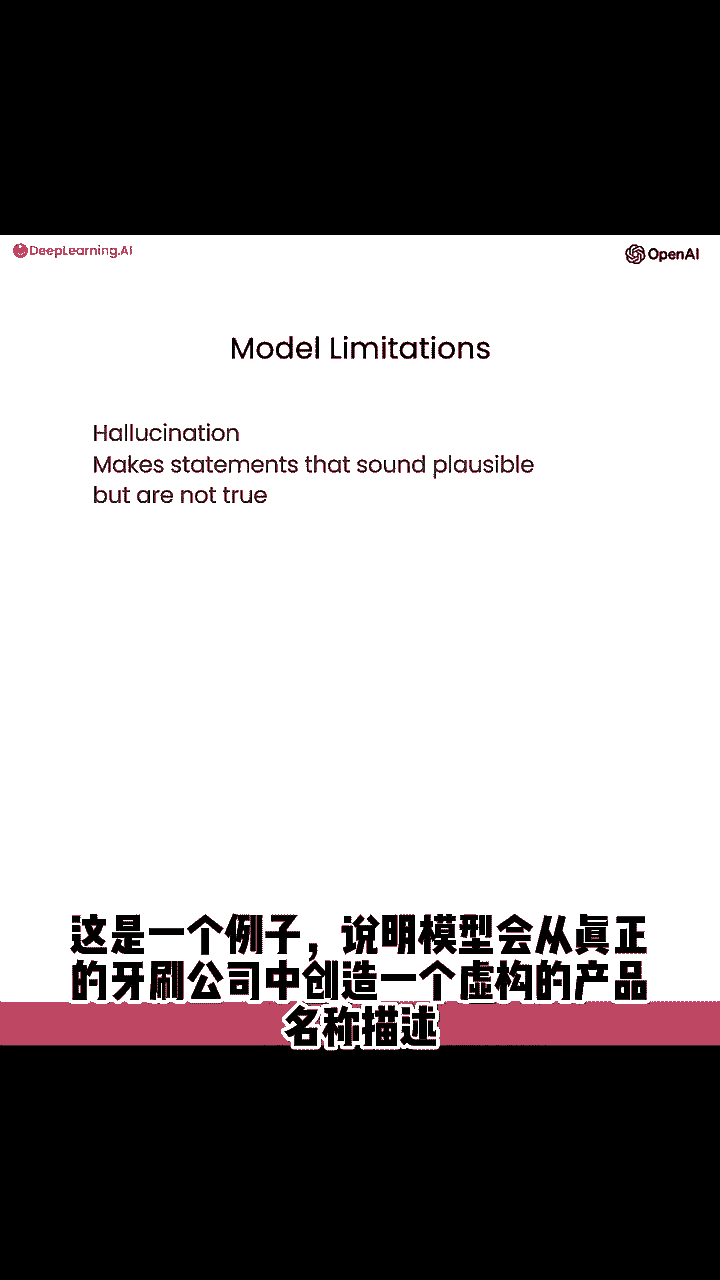 DeepLearning.AI
OpenAI
Model Limitations
Hallucination
Makes statements that sound plausible
but are not true
这是一个例子，说明模型会从真正
的牙刷公司中创造一个虚构的产品
名称描述